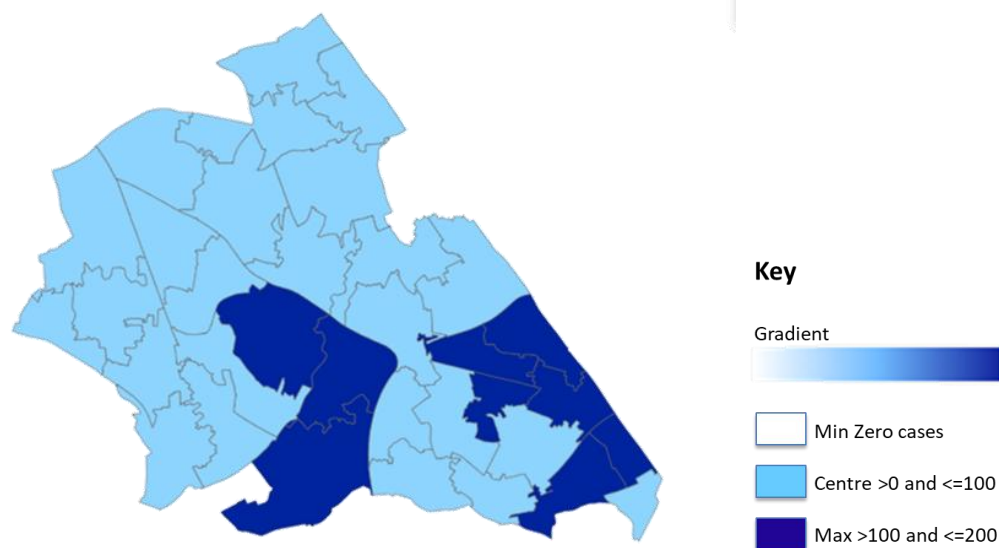 Key
Gradient
Min Zero cases
Centre >0 and <=100
Max >100 and <=200